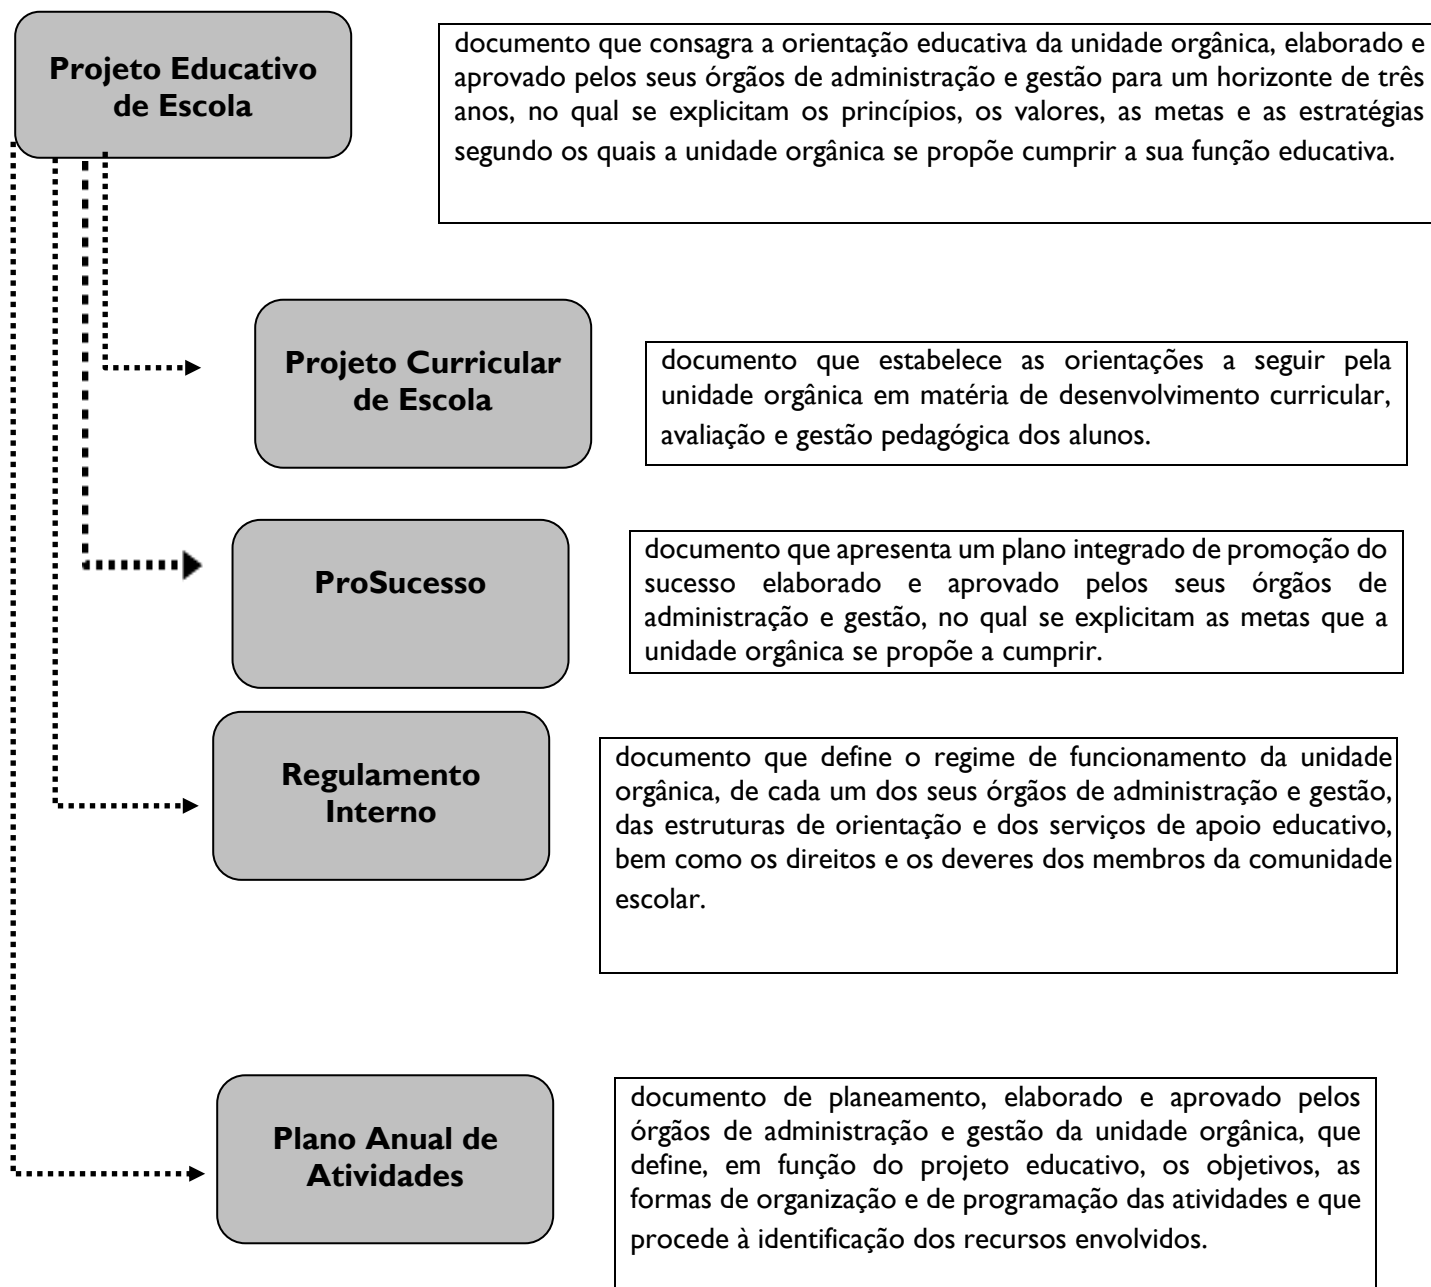 Projeto Educativo
de Escola
documento que consagra a orientação educativa da unidade orgânica, elaborado e
aprovado pelos seus órgãos de administração e gestão para um horizonte de três
anos, no qual se explicitam os princípios, os valores, as metas e as estratégias
segundo os quais a unidade orgânica se propõe cumprir a sua função educativa.
Projeto Curricular
de Escola
documento que estabelece as orientações a seguir pela
unidade orgânica em matéria de desenvolvimento curricular,
avaliação e gestão pedagógica dos alunos.
ProSucesso
documento que apresenta um plano integrado de promoção do
sucesso elaborado e aprovado pelos seus órgãos de
administração e gestão, no qual se explicitam as metas que a
unidade orgânica se propõe a cumprir.
Regulamento
Interno
documento que define o regime de funcionamento da unidade
orgânica, de cada um dos seus órgãos de administração e gestão,
das estruturas de orientação e dos serviços de apoio educativo,
bem como os direitos e os deveres dos membros da comunidade
escolar.
Plano Anual de
Atividades
documento de planeamento, elaborado e aprovado pelos
órgãos de administração e gestão da unidade orgânica, que
define, em função do projeto educativo, os objetivos, as
formas de organização e de programação das atividades e que
procede à identificação dos recursos envolvidos.